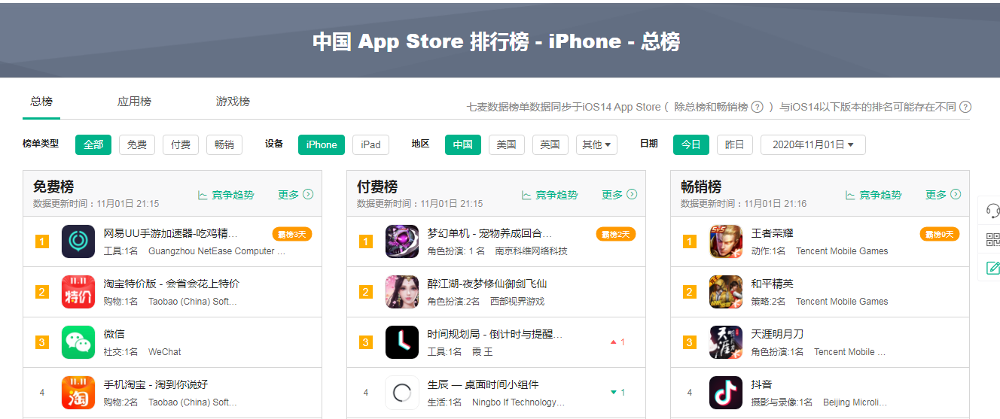 中国 App Store 排行榜 - iPhone - 总榜
总榜 应用榜 游戏榜
七麦数据榜单数据同步于iOS14 App Store（ 除总榜和畅销榜 ? ） 与iOS14以下版本的排名可能存在不同 ?
榜单类型 全部 免费 付费 畅销 设备 iPhone iPad 地区 中国 美国 英国 其他 日期 今日 昨日 2020年11月01日
免费榜
数据更新时间：11月01日 21:15
竞争趋势 更多
1
网易UU手游加速器-吃鸡精…
霸榜3天
工具:1名 Guangzhou NetEase Computer …
2
11.11
特价
淘宝特价版 - 会省会花上特价
购物:1名 Taobao (China) Soft…
3
微信
社交:1名 WeChat
4
11.11
淘
手机淘宝 - 淘到你说好
购物:2名 Taobao (China) Soft…
付费榜
数据更新时间：11月01日 21:15
竞争趋势 更多
1
梦幻单机 - 宠物养成回合…
霸榜2天
角色扮演: 1 名 南京科维网络科技
2
醉江湖-夜梦修仙御剑飞仙
角色扮演:2名 西部视界游戏
3
时间规划局 - 倒计时与提醒…
工具:1名 霞 王
1
4
生辰 — 桌面时间小组件
生活:1名 Ningbo If Technology…
1
畅销榜
数据更新时间：11月01日 21:16
竞争趋势 更多
1
5V5
王者荣耀
霸榜9天
动作:1名 Tencent Mobile Games
2
和平精英
策略:2名 Tencent Mobile Games
3
天涯
天涯明月刀
角色扮演:1名 Tencent Mobile …
4
抖音
摄影与录像:1名 Beijing Microli…